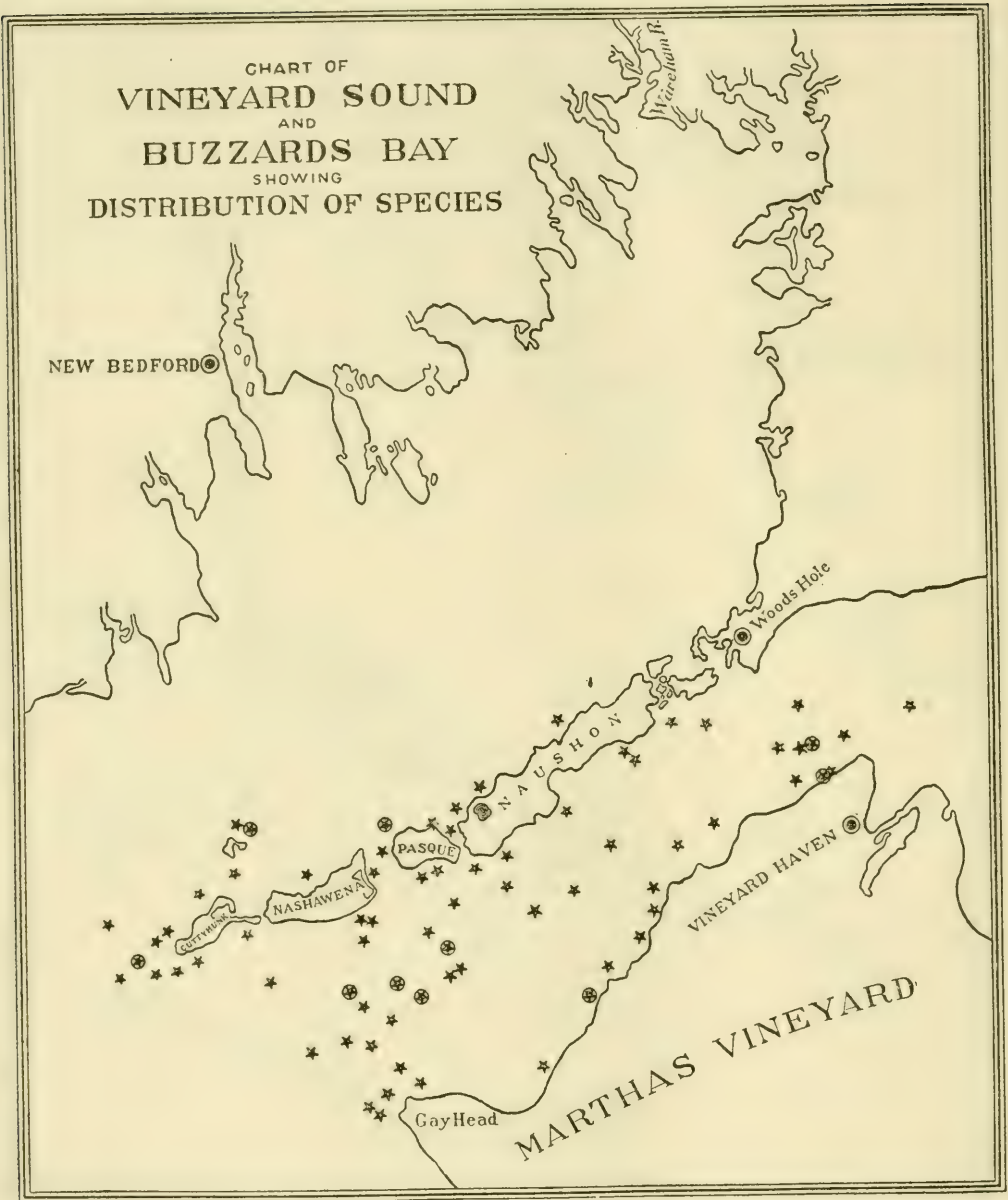 CHART OF
VINEYARD SOUND
AND
BUZZARDS BAY
SHOWING
DISTRIBUTION OF SPECIES
Wareham R.
NEW BEDFORD
Woods Hole
NAUSHON
PASQUE
NASHAWENA
CUTTYHUNK
VINEYARD HAVEN
MARTHAS VINEYARD
Gay Head